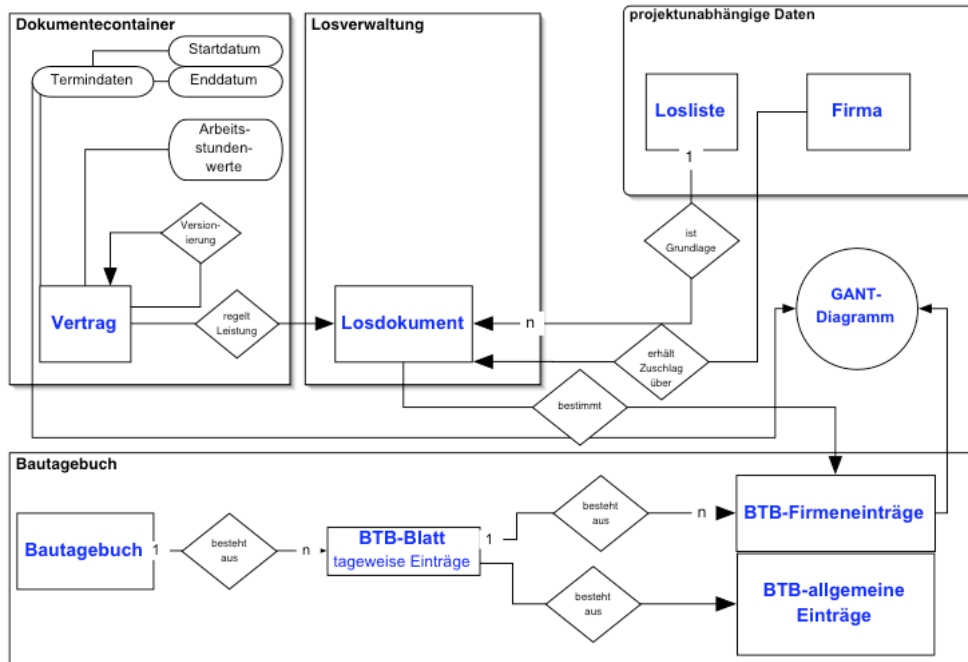 Dokumentecontainer
Startdatum
Termindaten
Enddatum
Arbeits-
stunden-
werte
Version-
ierung
Vertrag
regelt
Leistung
Losverwaltung
Losdokument
projektunabhängige Daten
Losliste
1
Firma
ist
Grundlage
n
erhält
Zuschlag
über
GANT-
Diagramm
bestimmt
Bautagebuch
Bautagebuch
1
besteht
aus
n
BTB-Blatt
tageweise Einträge
1
besteht
aus
n
BTB-Firmeneinträge
besteht
aus
BTB-allgemeine
Einträge